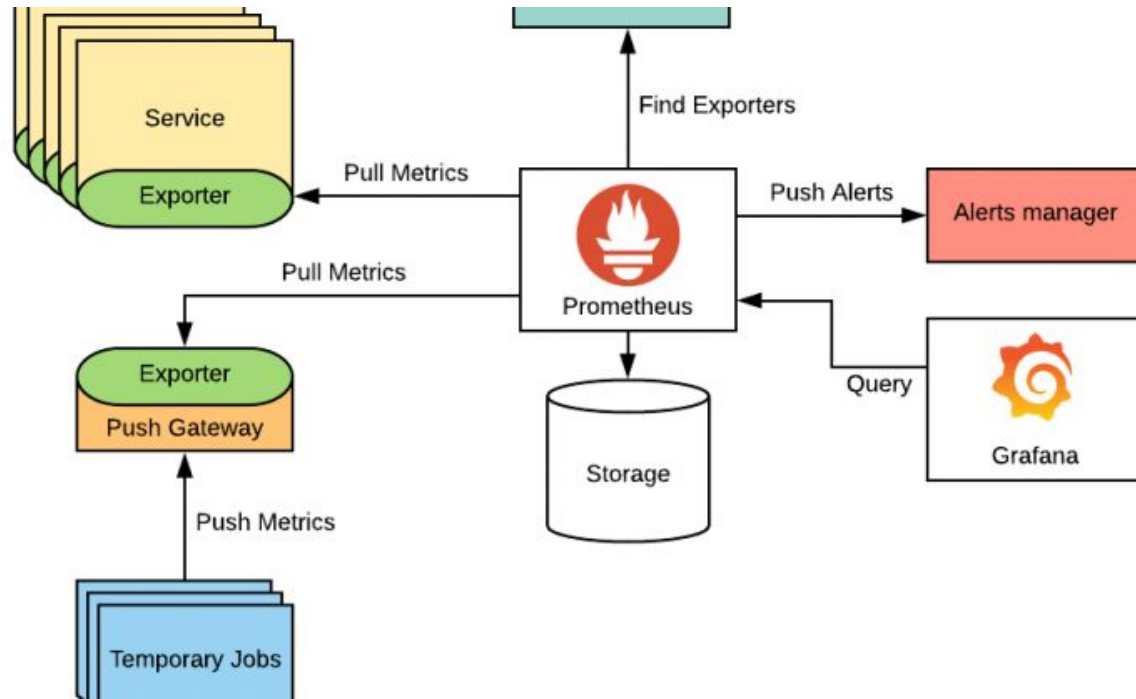 Service
Exporter
Pull Metrics
Find Exporters
Push Alerts
Alerts manager
Prometheus
Pull Metrics
Exporter
Push Gateway
Query
Grafana
Storage
Push Metrics
Temporary Jobs